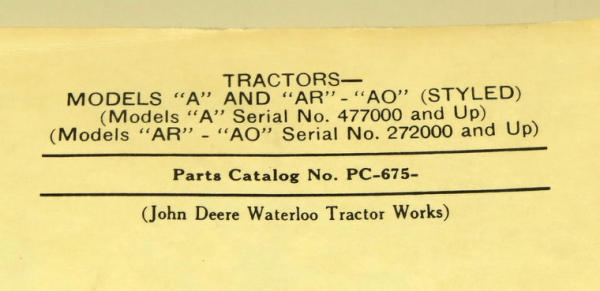 TRACTORS—
MODELS "A" AND "AR"-"AO" (STYLED)
(Models "A" Serial No. 477000 and Up)
(Models "AR" - "AO" Serial No. 272000 and Up)
Parts Catalog No. PC-675-
(John Deere Waterloo Tractor Works)